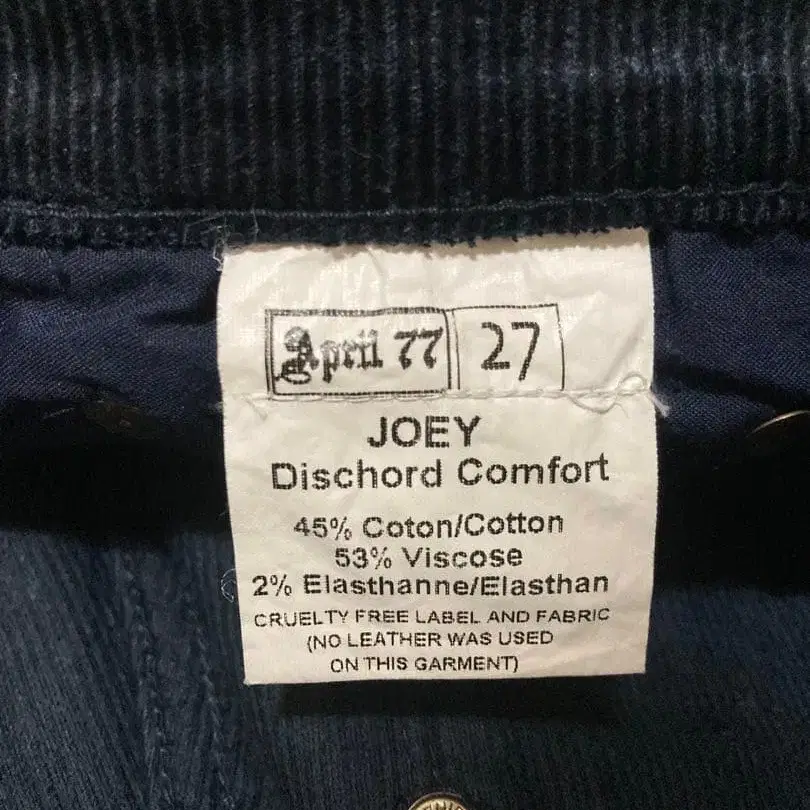 April 77 27
JOEY
Dischord Comfort
45% Coton/Cotton
53% Viscose
2% Elasthanne/Elasthan
CRUELTY FREE LABEL AND FABRIC
(NO LEATHER WAS USED
ON THIS GARMENT)